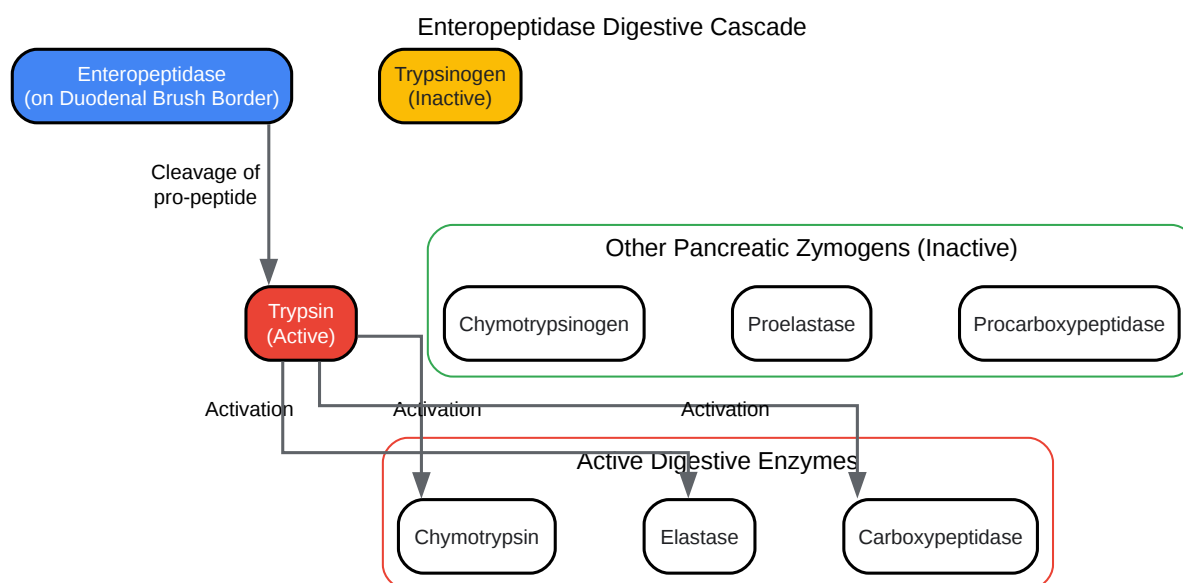 Enteropeptidase Digestive Cascade
Enteropeptidase
(on Duodenal Brush Border)
Trypsinogen
(Inactive)
Cleavage of
pro-peptide
Other Pancreatic Zymogens (Inactive)
Trypsin
(Active)
Chymotrypsinogen
Proelastase
Procarboxypeptidase
Activation
Activation
Activation
Active Digestive Enzymes
Chymotrypsin
Elastase
Carboxypeptidase